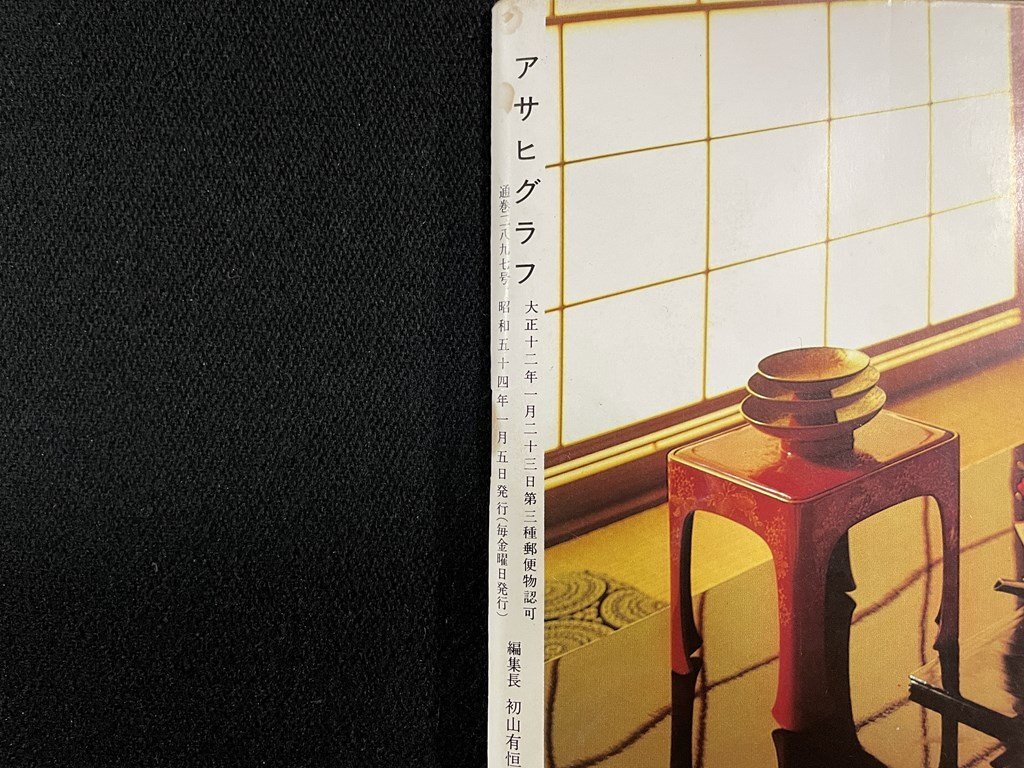 アサヒグラフ
大正十二年一月二十三日第三種郵便物認可
通巻二八九七号 昭和五十四年一月五日発行(毎金曜日発行)
編集長 初山有恒